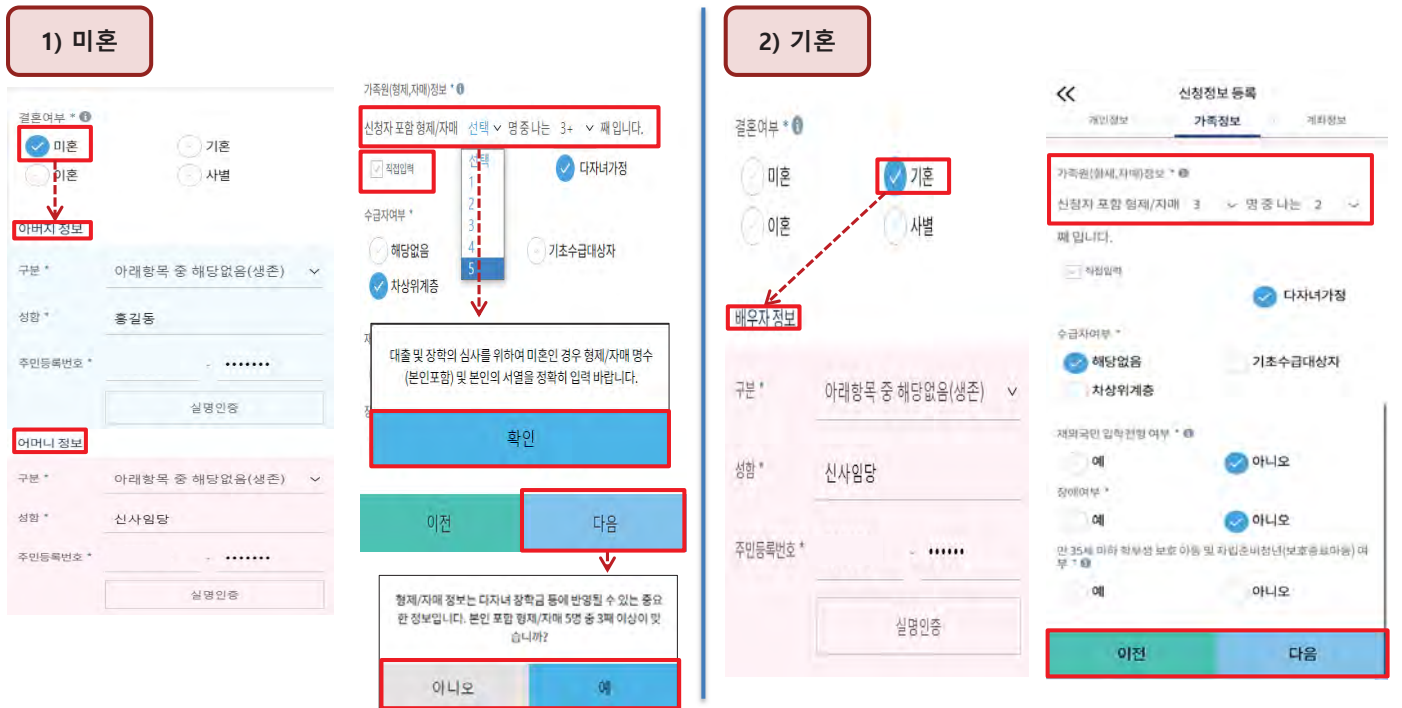 1) 미혼
결혼여부 *
미혼
기혼
이혼
사별
아버지 정보
구분 *
아래항목 중 해당없음(생존)
성함 *
홍길동
주민등록번호 *
- •••••••
실명인증
어머니 정보
구분 *
아래항목 중 해당없음(생존)
성함 *
신사임당
주민등록번호 *
- •••••••
실명인증
가족원(형제,자매)정보 *
신청자 포함 형제/자매 선택 명 중 나는 3+ 째 입니다.
직접입력
선택
1
2
3
4
5
다자녀가정
수급자여부 *
해당없음
기초수급대상자
차상위계층
대출 및 장학의 심사를 위하여 미혼인 경우 형제/자매 명수
(본인포함) 및 본인의 서열을 정확히 입력 바랍니다.
확인
이전
다음
형제/자매 정보는 다자녀 장학금 등에 반영될 수 있는 중요
한 정보입니다. 본인 포함 형제/자매 5명 중 3째 이상이 맞
습니까?
아니오
예
2) 기혼
결혼여부 *
미혼
기혼
이혼
사별
배우자 정보
구분 *
아래항목 중 해당없음(생존)
성함 *
신사임당
주민등록번호 *
- ••••••
실명인증
신청정보 등록
개인정보
가족정보
계좌정보
가족원(형제,자매)정보 *
신청자 포함 형제/자매 3 명 중 나는 2
째 입니다.
직접입력
다자녀가정
수급자여부 *
해당없음
기초수급대상자
차상위계층
재외국민 입학전형 여부 *
예
아니오
장애여부 *
예
아니오
만 35세 이하 학부생 보호 아동 및 자립준비청년(보호종료아동) 여
부 *
예
아니오
이전
다음